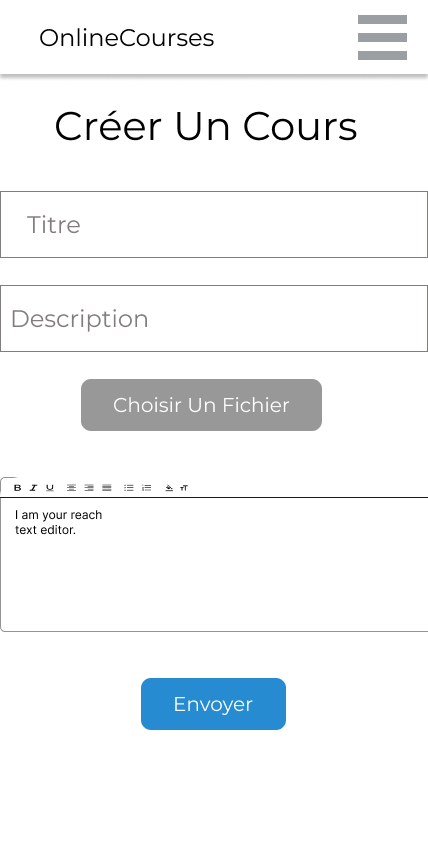 OnlineCourses
Créer Un Cours
Titre
Description
Choisir Un Fichier
B I U
I am your reach
text editor.
Envoyer